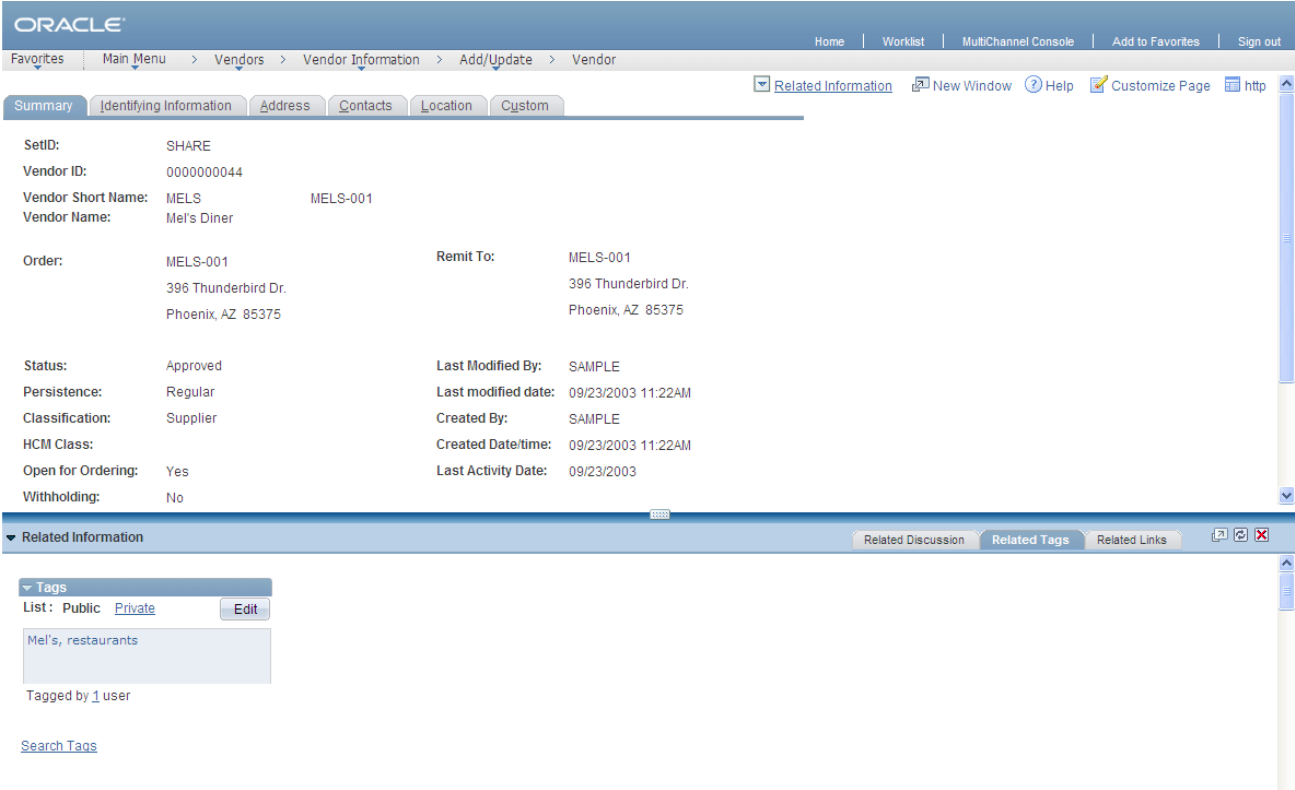 ORACLE
Home | Worklist | MultiChannel Console | Add to Favorites | Sign out
Favorites Main Menu > Vendors > Vendor Information > Add/Update > Vendor
Related Information New Window Help Customize Page http
Summary Identifying Information Address Contacts Location Custom
SetID: SHARE
Vendor ID: 0000000044
Vendor Short Name: MELS MELS-001
Vendor Name: Mel's Diner
Order: MELS-001 Remit To: MELS-001
396 Thunderbird Dr. 396 Thunderbird Dr.
Phoenix, AZ 85375 Phoenix, AZ 85375
Status: Approved Last Modified By: SAMPLE
Persistence: Regular Last modified date: 09/23/2003 11:22AM
Classification: Supplier Created By: SAMPLE
HCM Class: Created Date/time: 09/23/2003 11:22AM
Open for Ordering: Yes Last Activity Date: 09/23/2003
Withholding: No
Related Information Related Discussion Related Tags Related Links
Tags
List : Public Private Edit
Mel's, restaurants
Tagged by 1 user
Search Tags